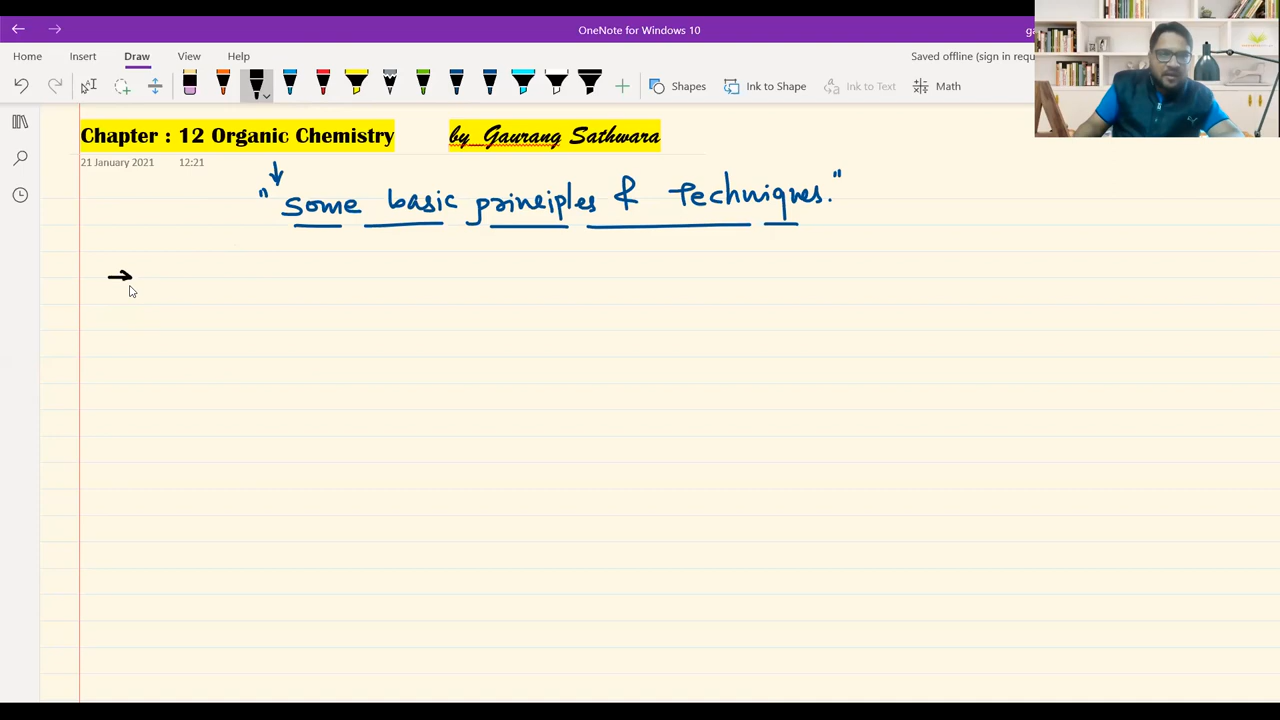 OneNote for Windows 10
ga
Home Insert Draw View Help
Saved offline (sign in requ
Shapes Ink to Shape Ink to Text Math
Chapter : 12 Organic Chemistry by Gaurang Sathwara
21 January 2021 12:21
"Some basic principles & Techniques."